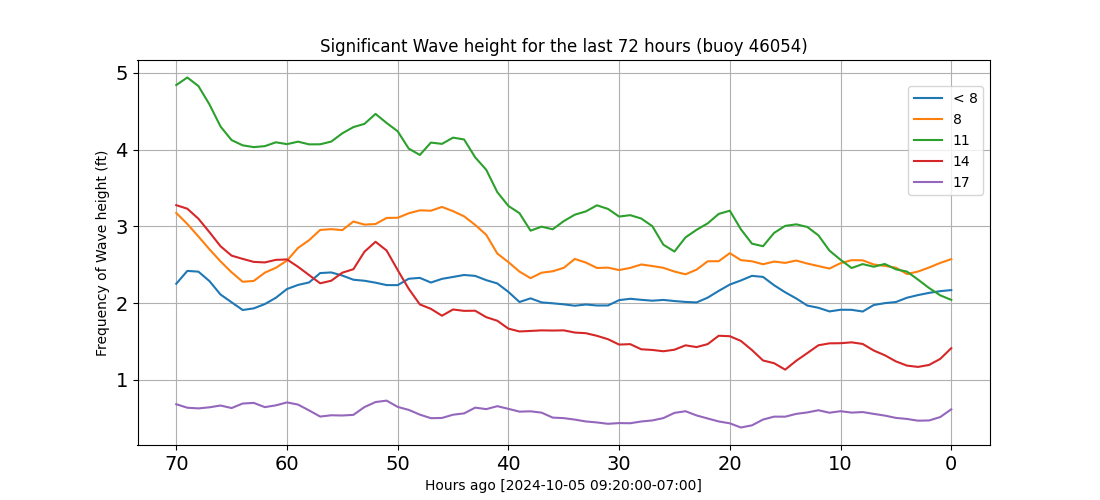 Significant Wave height for the last 72 hours (buoy 46054)
Frequency of Wave height (ft)
5
4
3
2
1
< 8
8
11
14
17
70 60 50 40 30 20 10 0
Hours ago [2024-10-05 09:20:00-07:00]